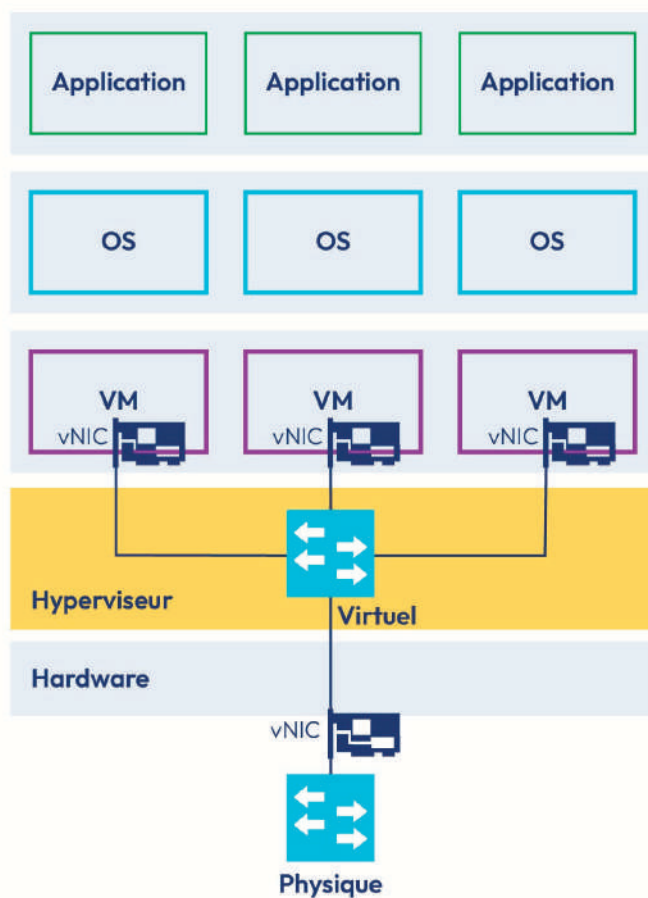 Application
Application
Application
OS
OS
OS
VM
vNIC
VM
vNIC
VM
vNIC
Hyperviseur
Virtuel
Hardware
vNIC
Physique